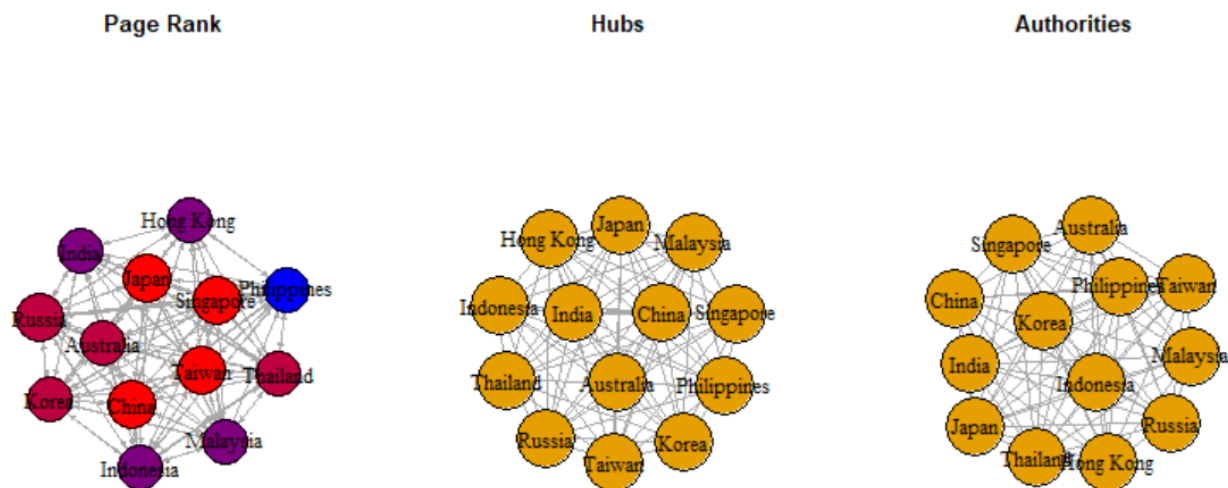 Page Rank
Hubs
Authorities
Hong Kong
India
Japan
Philippines
Singapore
Russia
Australia
Taiwan
Thailand
Korea
China
Malaysia
Indonesia
Japan
Hong Kong
Malaysia
Indonesia
India
China
Singapore
Thailand
Australia
Philippines
Russia
Korea
Taiwan
Australia
Singapore
Philippines
Taiwan
China
Korea
Malaysia
India
Indonesia
Japan
Russia
Thailand
Hong Kong